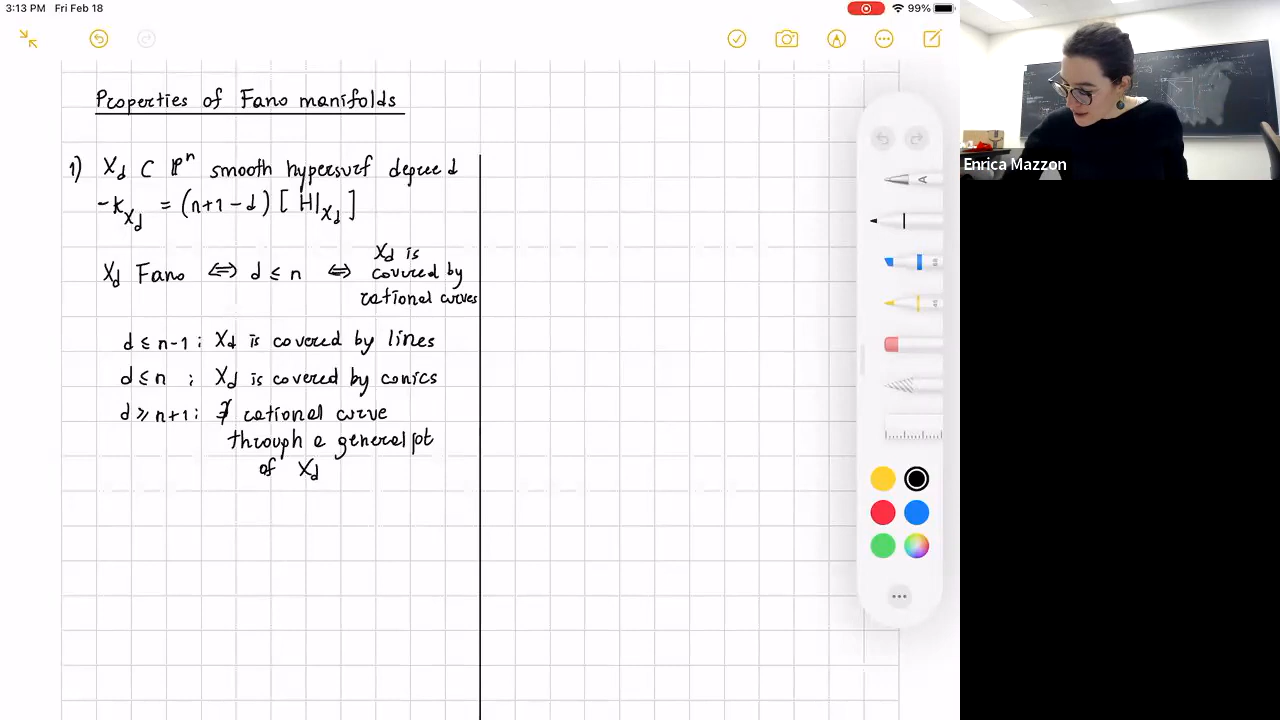 3:13 PM Fri Feb 18
99%
Properties of Fano manifolds
1) X_d ⊂ ℙ^n smooth hypersurf degree d
-K_{X_d} = (n+1-d) [H|_{X_d}]
X_d Fano ⟺ d ≤ n ⟺ X_d is
covered by
rational curves
d ≤ n-1 : X_d is covered by lines
d ≤ n : X_d is covered by conics
d ≥ n+1 : ∄ rational curve
through a general pt
of X_d
A
Enrica Mazzon